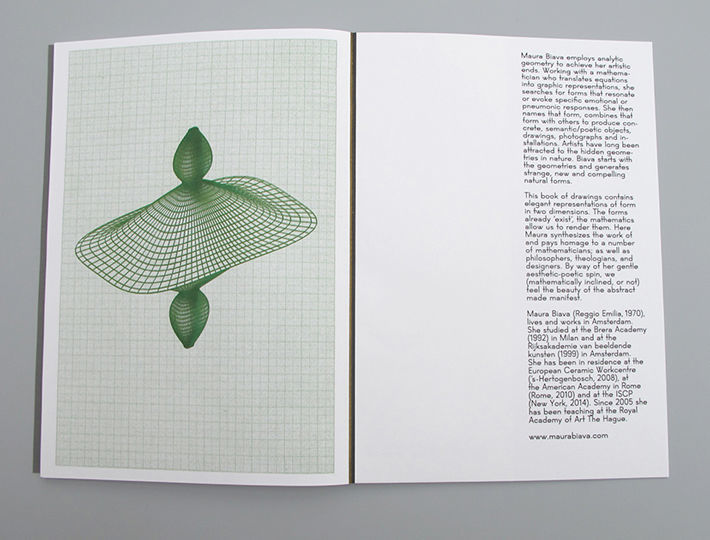 Maura Biava employs analytic
geometry to achieve her artistic
ends. Working with a mathema-
tician who translates equations
into graphic representations, she
searches for forms that resonate
or evoke specific emotional or
pneumonic responses. She then
names that form, combines that
form with others to produce con-
crete, semantic/poetic objects,
drawings, photographs and in-
stallations. Artists have long been
attracted to the hidden geome-
tries in nature. Biava starts with
the geometries and generates
strange, new and compelling
natural forms.
This book of drawings contains
elegant representations of form
in two dimensions. The forms
already 'exist', the mathematics
allow us to render them. Here
Maura synthesizes the work of
and pays homage to a number
of mathematicians; as well as
philosophers, theologians, and
designers. By way of her gentle
aesthetic-poetic spin, we
(mathematically inclined, or not)
feel the beauty of the abstract
made manifest.
Maura Biava (Reggio Emilia, 1970),
lives and works in Amsterdam.
She studied at the Brera Academy
(1992) in Milan and at the
Rijksakademie van beeldende
kunsten (1999) in Amsterdam.
She has been in residence at the
European Ceramic Workcentre
('s-Hertogenbosch, 2008), at
the American Academy in Rome
(Rome, 2010) and at the ISCP
(New York, 2014). Since 2005 she
has been teaching at the Royal
Academy of Art The Hague.
www.maurabiava.com